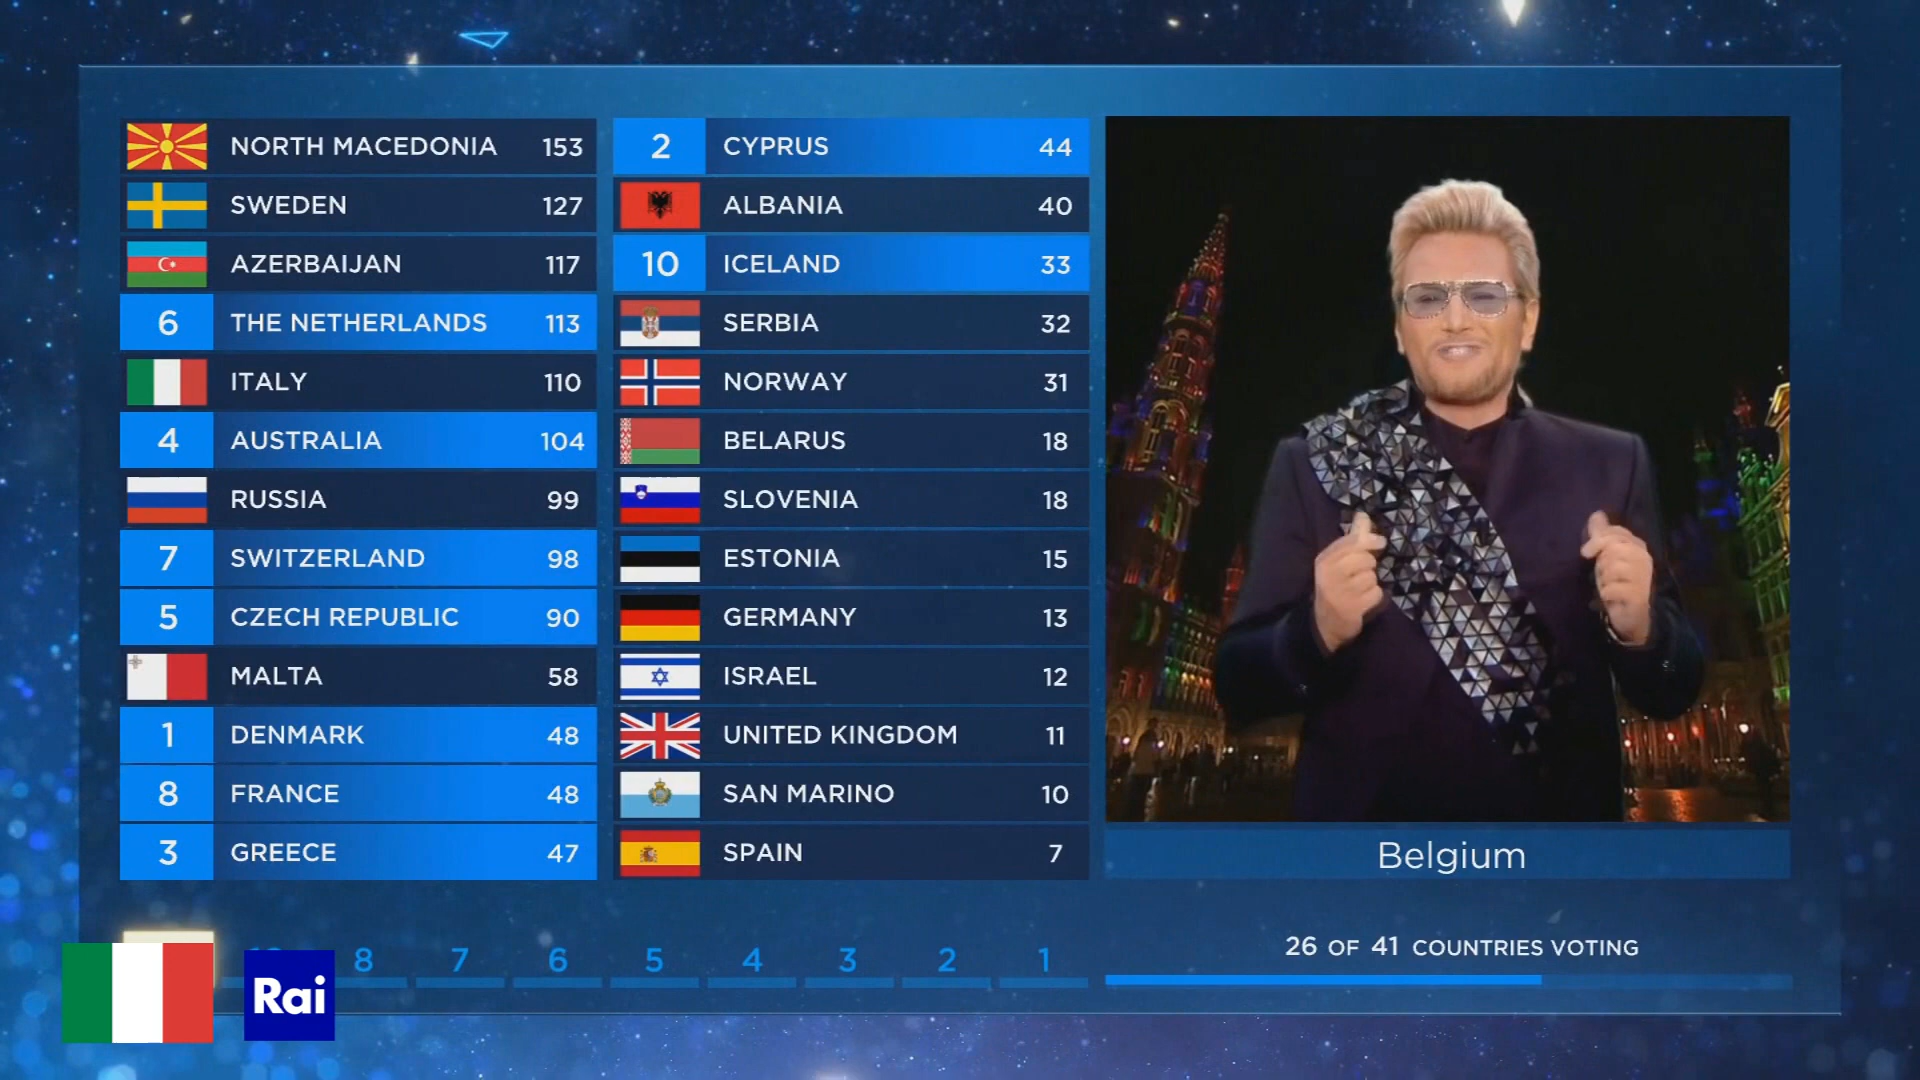 NORTH MACEDONIA 153
SWEDEN 127
AZERBAIJAN 117
6 THE NETHERLANDS 113
ITALY 110
4 AUSTRALIA 104
RUSSIA 99
7 SWITZERLAND 98
5 CZECH REPUBLIC 90
MALTA 58
1 DENMARK 48
8 FRANCE 48
3 GREECE 47
2 CYPRUS 44
ALBANIA 40
10 ICELAND 33
SERBIA 32
NORWAY 31
BELARUS 18
SLOVENIA 18
ESTONIA 15
GERMANY 13
ISRAEL 12
UNITED KINGDOM 11
SAN MARINO 10
SPAIN 7
Belgium
8 7 6 5 4 3 2 1
26 OF 41 COUNTRIES VOTING
Rai